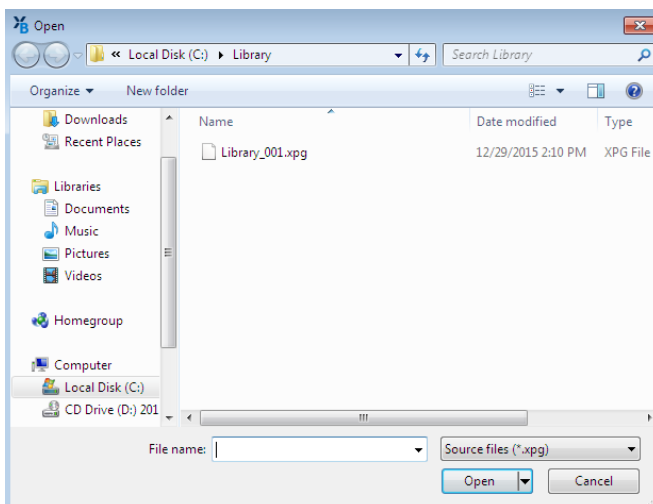 Open
« Local Disk (C:) ▸ Library
Search Library
Organize
New folder
Downloads
Recent Places
Libraries
Documents
Music
Pictures
Videos
Homegroup
Computer
Local Disk (C:)
CD Drive (D:) 201
Name Date modified Type
Library_001.xpg 12/29/2015 2:10 PM XPG File
File name:
Source files (*.xpg)
Open Cancel